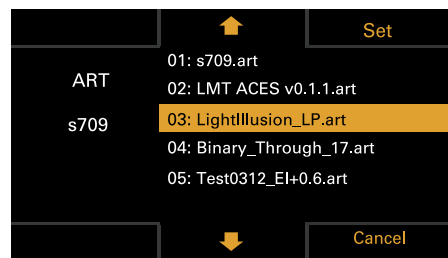 Set
ART
s709
01: s709.art
02: LMT ACES v0.1.1.art
03: LightIllusion_LP.art
04: Binary_Through_17.art
05: Test0312_EI+0.6.art
Cancel